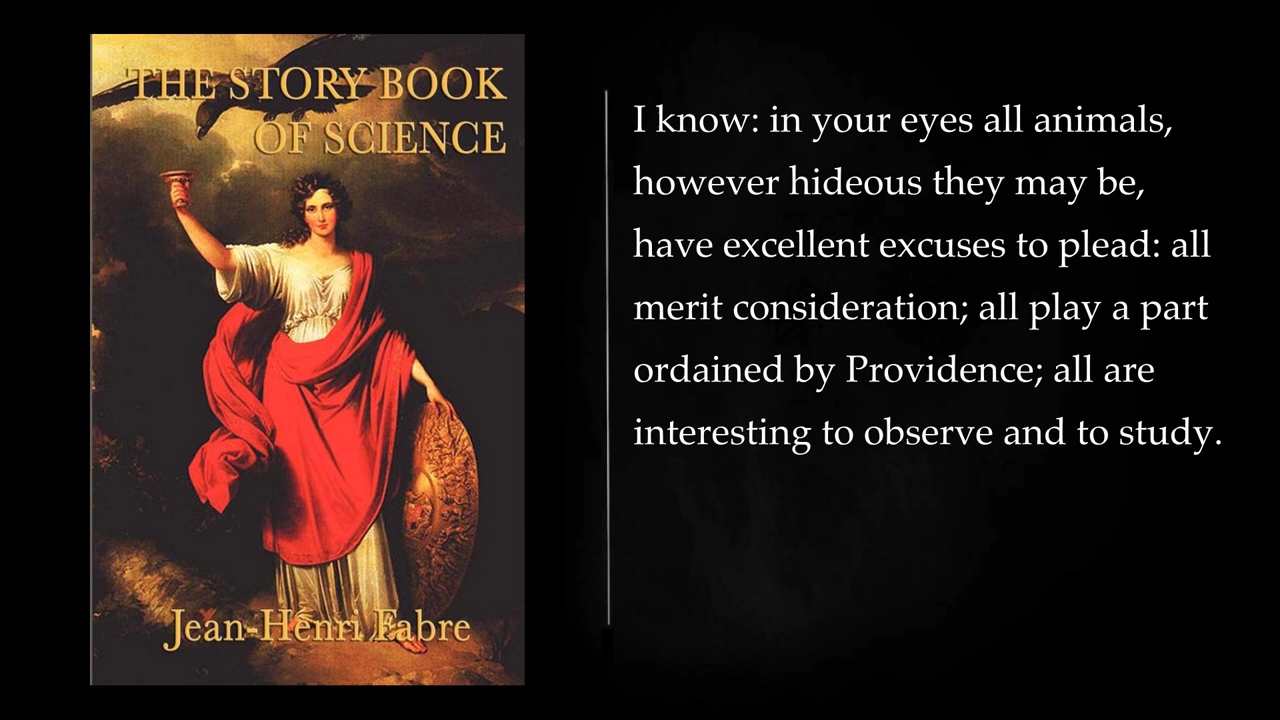 THE STORY BOOK
OF SCIENCE
Jean-Henri Fabre
I know: in your eyes all animals,
however hideous they may be,
have excellent excuses to plead: all
merit consideration; all play a part
ordained by Providence; all are
interesting to observe and to study.